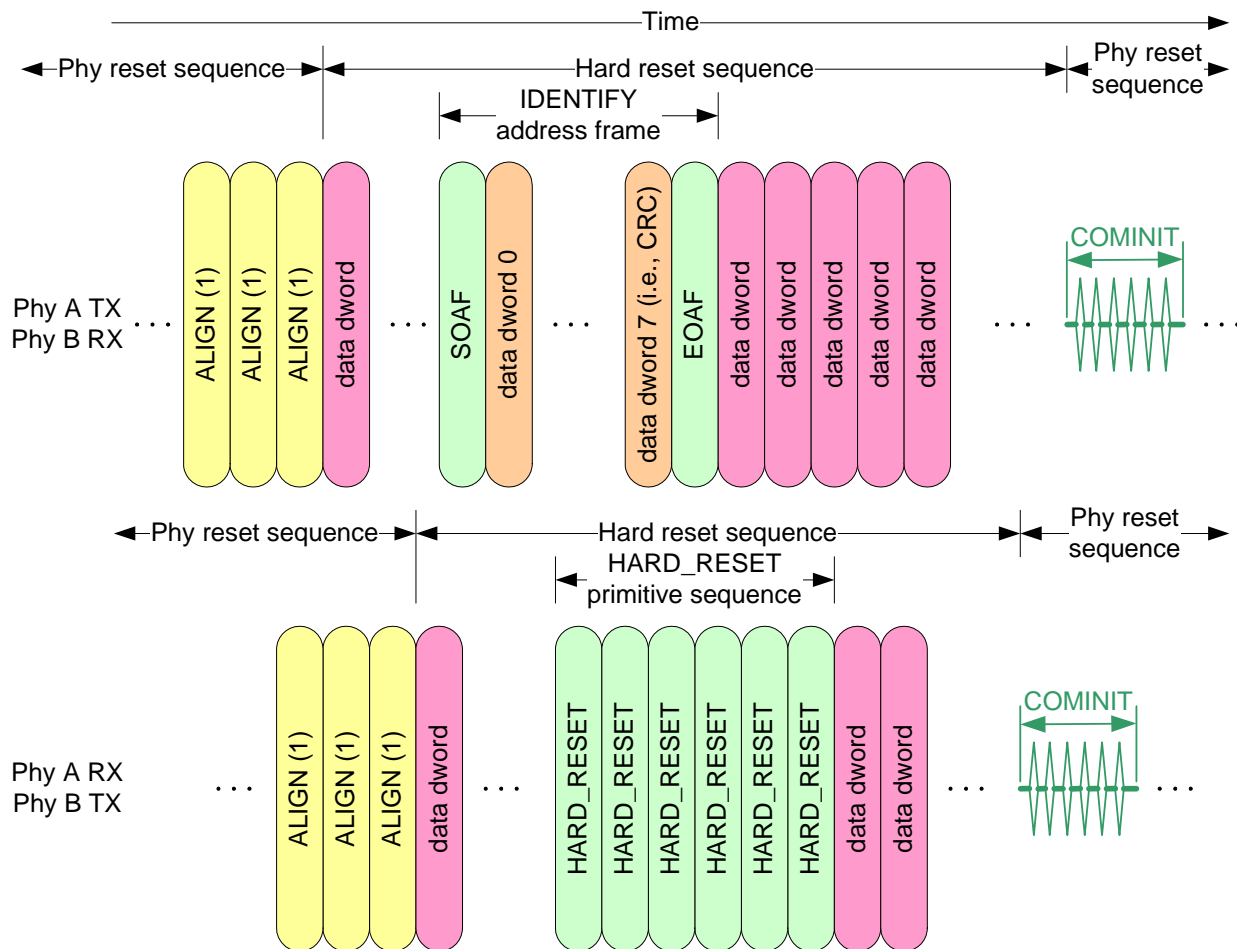 Time
Phy reset sequence
Hard reset sequence
Phy reset
sequence
IDENTIFY
address frame
Phy A TX
Phy B RX
. . .
ALIGN (1)
ALIGN (1)
ALIGN (1)
data dword
. . .
SOAF
data dword 0
. . .
data dword 7 (i.e., CRC)
EOAF
data dword
data dword
data dword
data dword
data dword
. . .
COMINIT
. . .
Phy reset sequence
Hard reset sequence
Phy reset
sequence
HARD_RESET
primitive sequence
Phy A RX
Phy B TX
. . .
ALIGN (1)
ALIGN (1)
ALIGN (1)
data dword
. . .
HARD_RESET
HARD_RESET
HARD_RESET
HARD_RESET
HARD_RESET
HARD_RESET
data dword
data dword
. . .
COMINIT
. . .